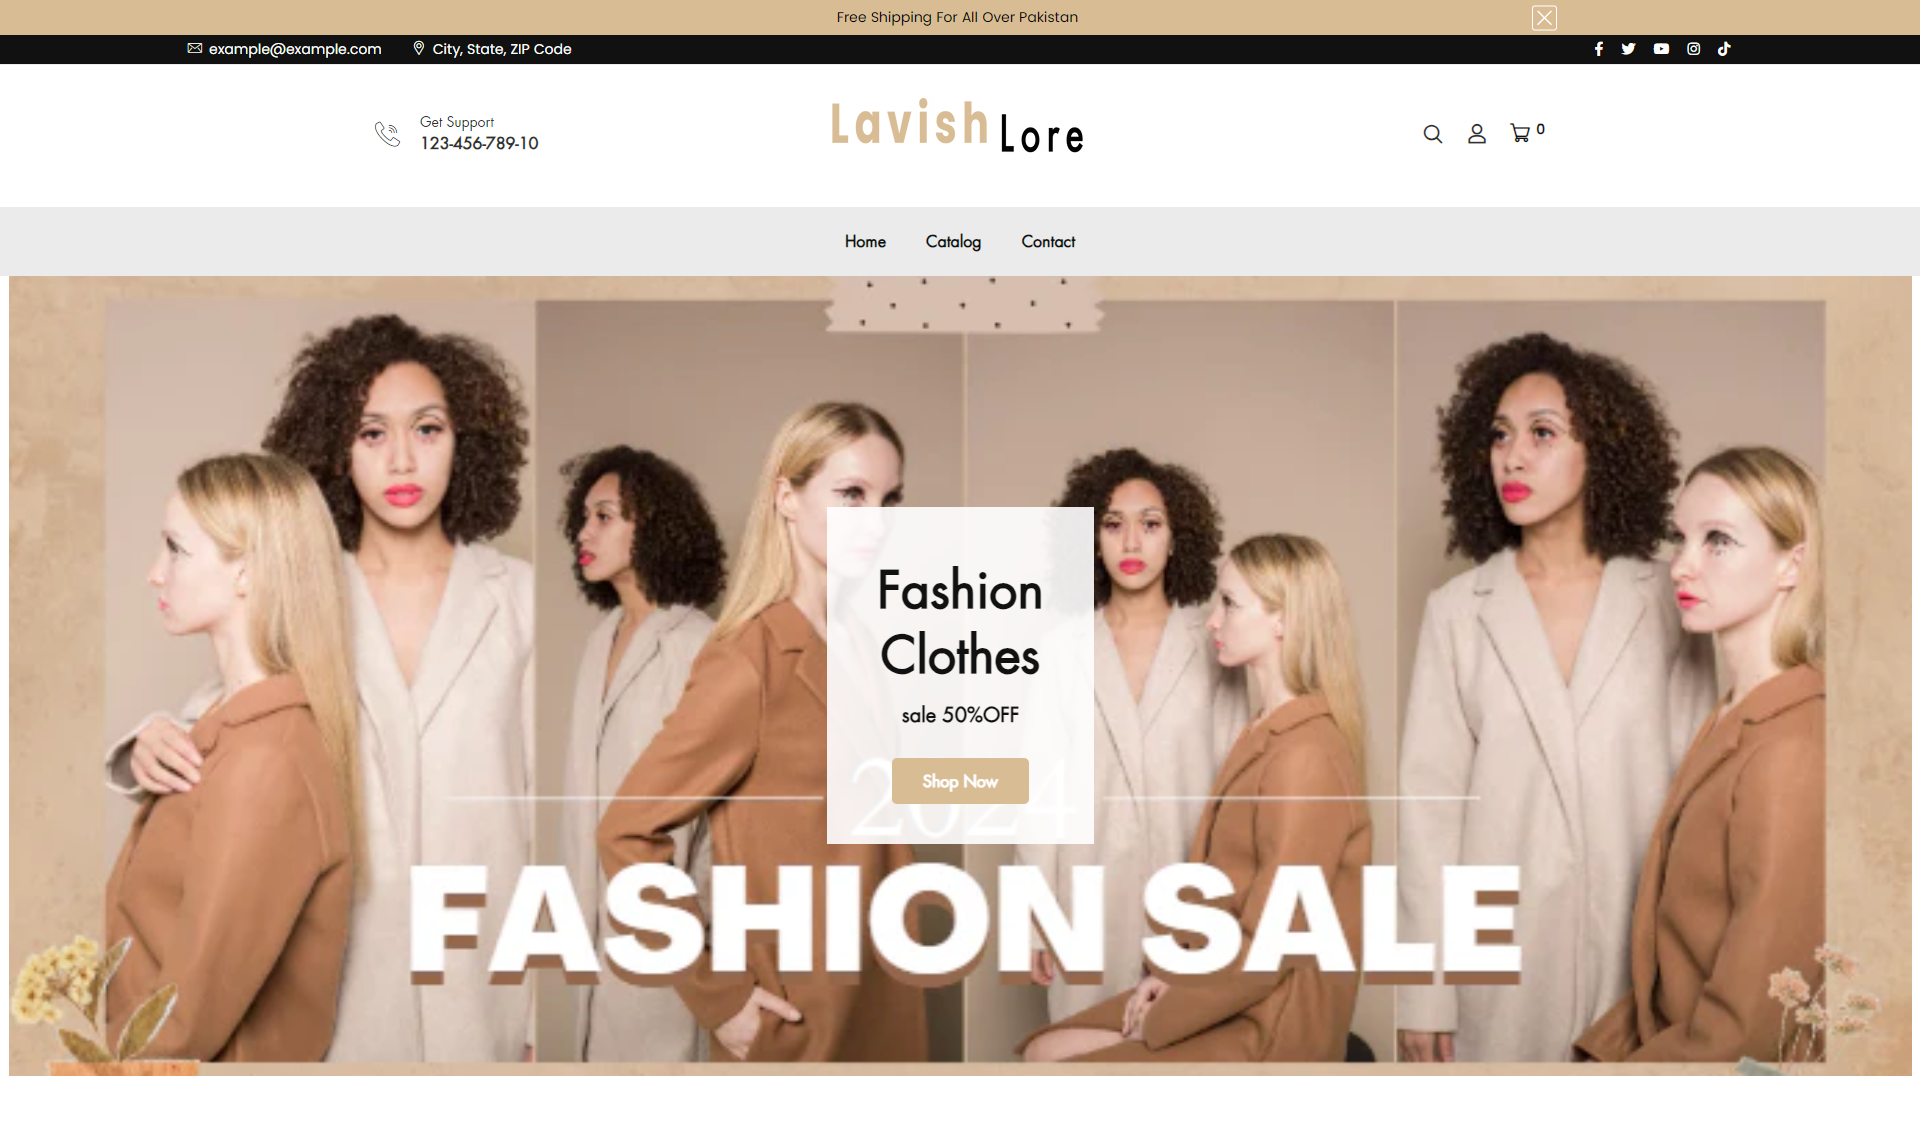 Free Shipping For All Over Pakistan
example@example.com
City, State, ZIP Code
Get Support
123-456-789-10
Lavish Lore
0
Home
Catalog
Contact
Fashion
Clothes
sale 50%OFF
Shop Now
2024
FASHION SALE